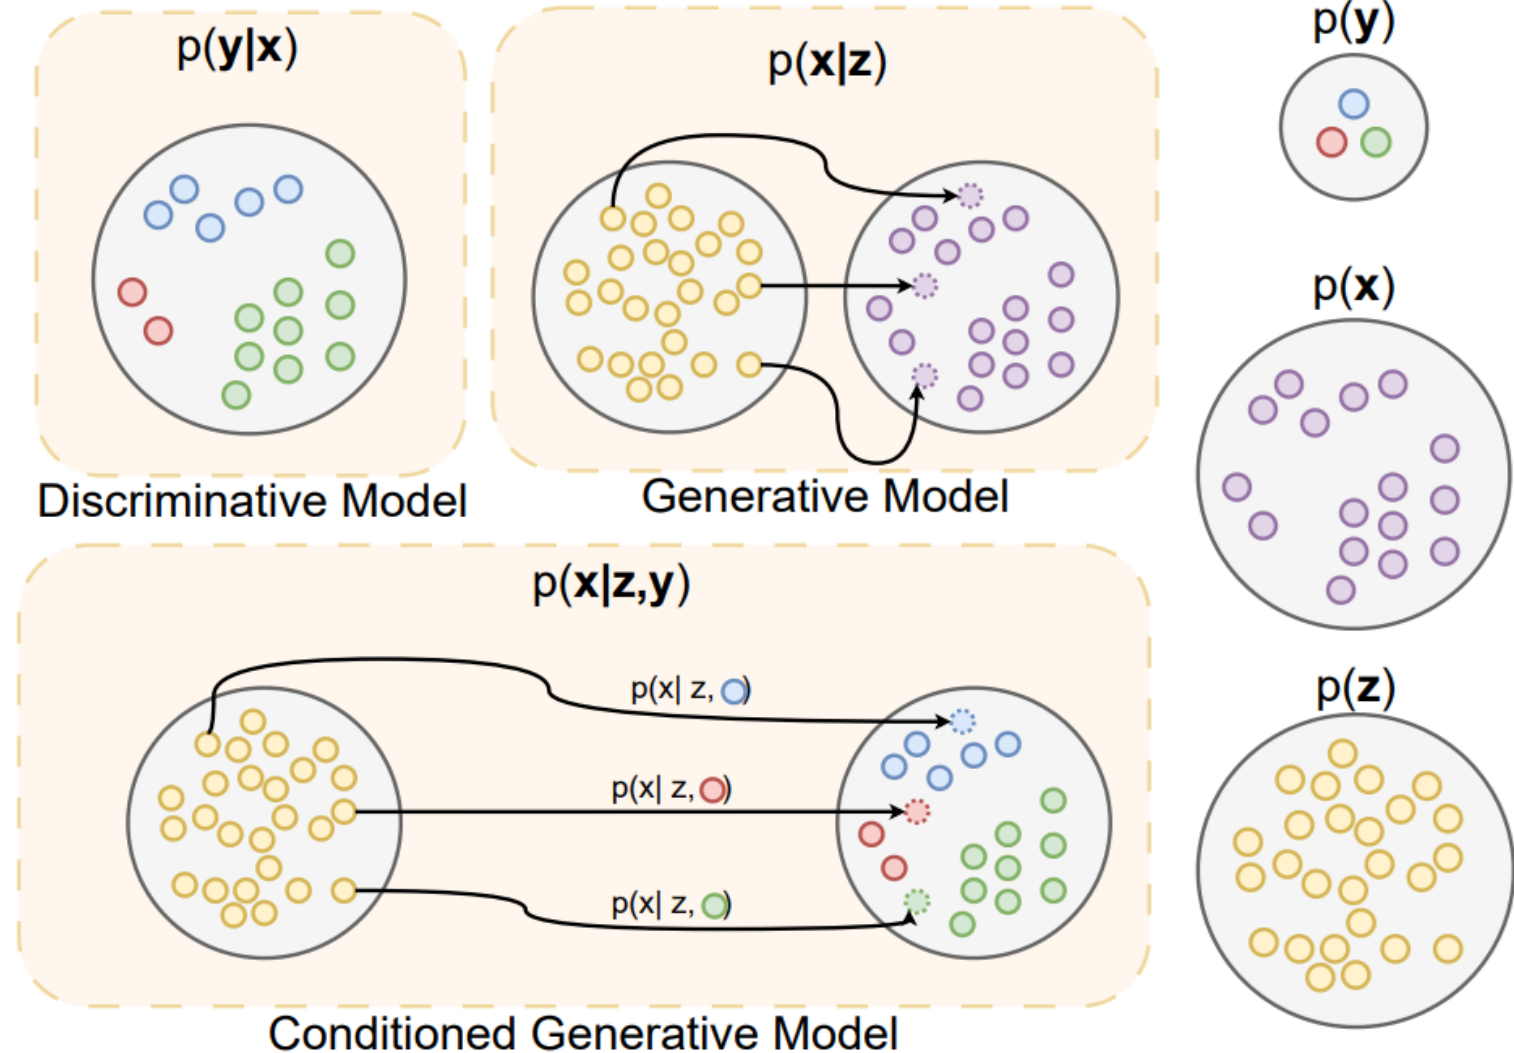 p(y|x)
Discriminative Model
p(x|z)
Generative Model
p(x|z,y)
p(x| z, )
p(x| z, )
p(x| z, )
Conditioned Generative Model
p(y)
p(x)
p(z)